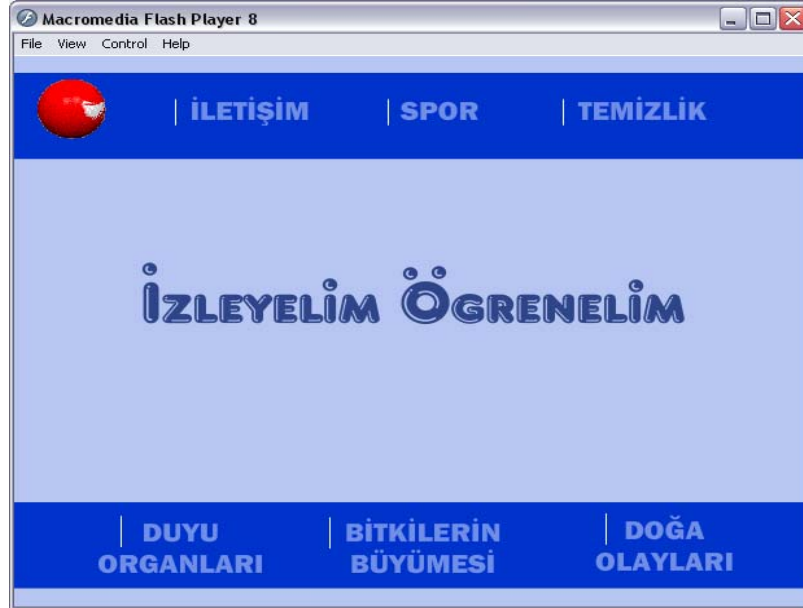 Macromedia Flash Player 8
File View Control Help
İLETİŞİM SPOR TEMİZLİK
İZLEYELİM ÖGRENELİM
DUYU ORGANLARI
BİTKİLERİN BÜYÜMESİ
DOĞA OLAYLARI